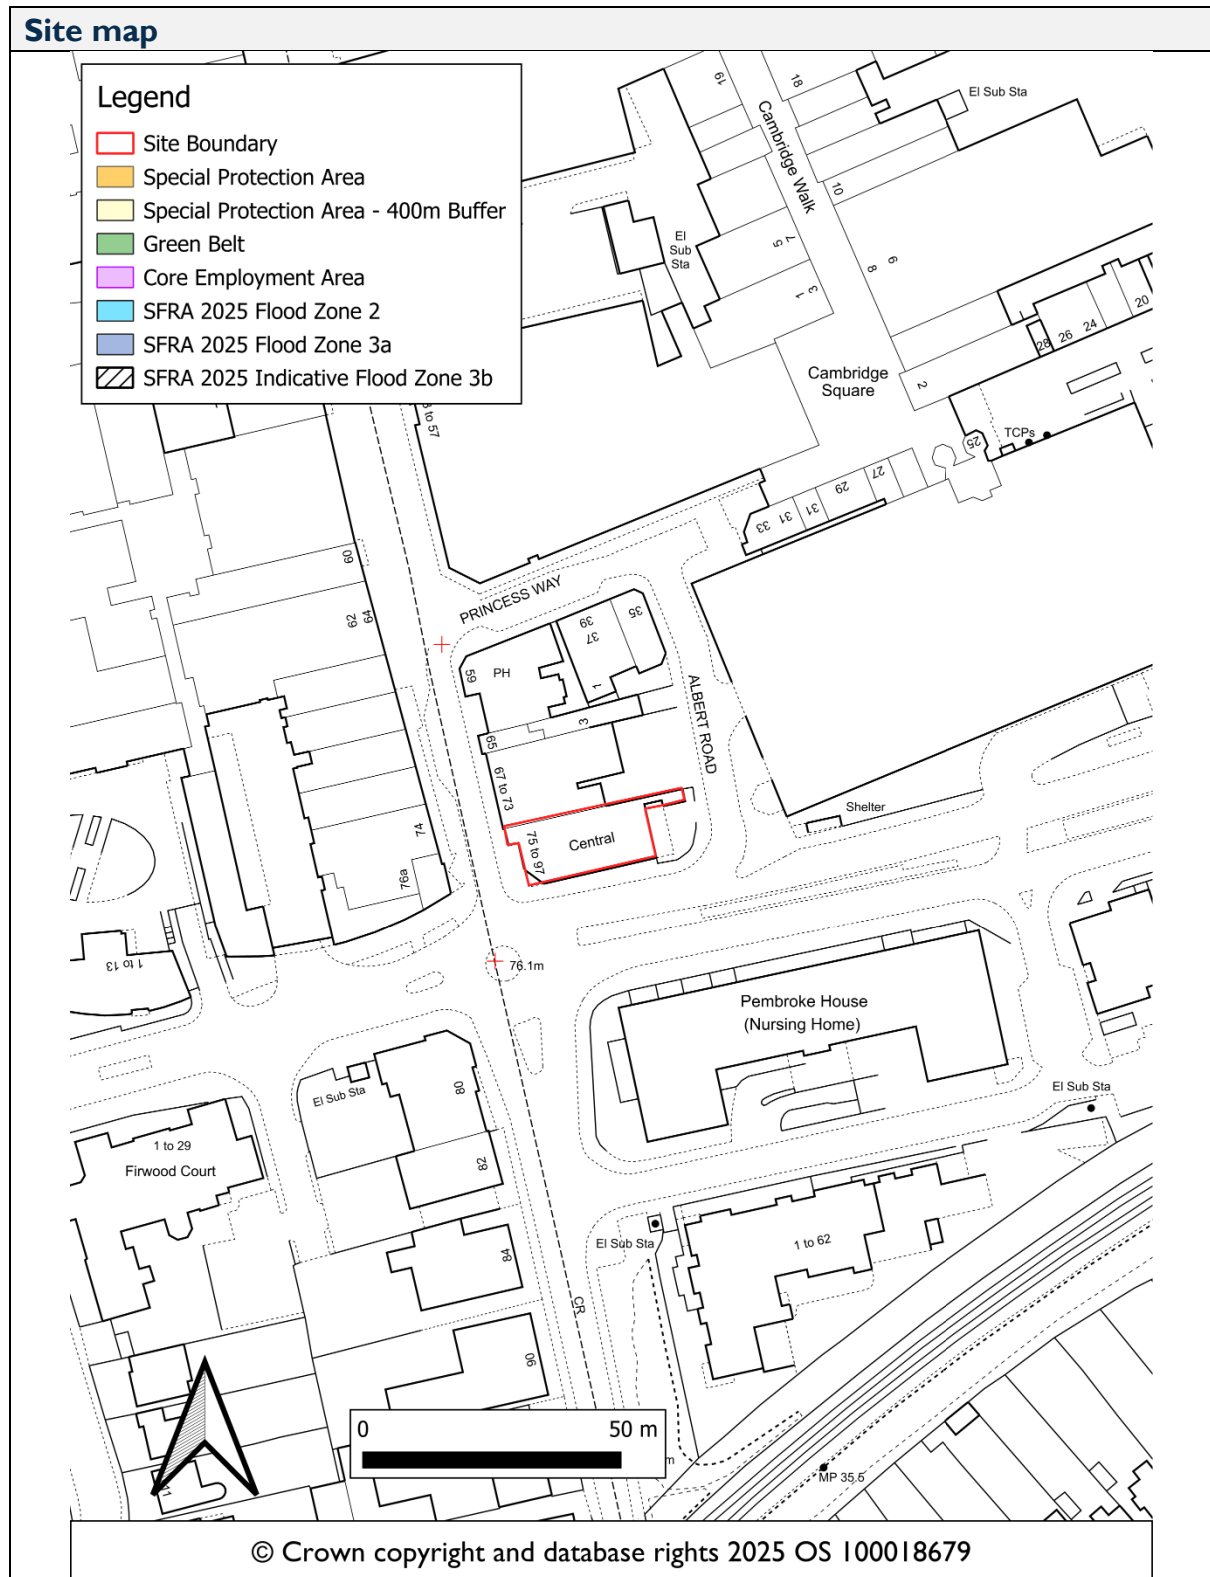 Site map
Legend
Site Boundary
Special Protection Area
Special Protection Area - 400m Buffer
Green Belt
Core Employment Area
SFRA 2025 Flood Zone 2
SFRA 2025 Flood Zone 3a
SFRA 2025 Indicative Flood Zone 3b
19
18
Cambridge Walk
El Sub Sta
10
El
Sub
Sta
7
5
9
8
3
1
20
24
26
28
Cambridge
Square
2
to 57
TCPs
25
27
29
31
31
33
60
PRINCESS WAY
64
62
35
39
37
59
PH
1
ALBERT ROAD
3
65
67 to 73
Shelter
74
75 to 97
Central
76a
1 to 13
76.1m
Pembroke House
(Nursing Home)
El Sub Sta
80
El Sub Sta
1 to 29
Firwood Court
82
El Sub Sta
1 to 62
84
CR
90
0
50 m
m
MP 35.5
11
© Crown copyright and database rights 2025 OS 100018679